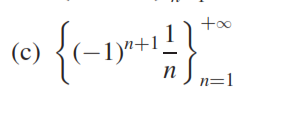 (c) {(−1)ⁿ⁺¹ 1/n}⁺∞ₙ₌₁